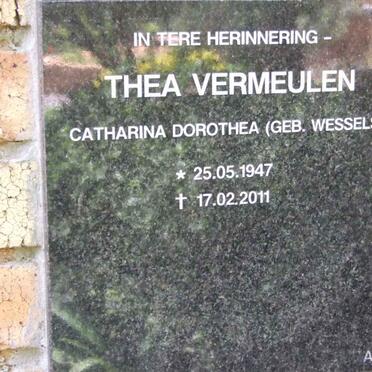 IN TERE HERINNERING -
THEA VERMEULEN
CATHARINA DOROTHEA (GEB. WESSELS
* 25.05.1947
† 17.02.2011
A